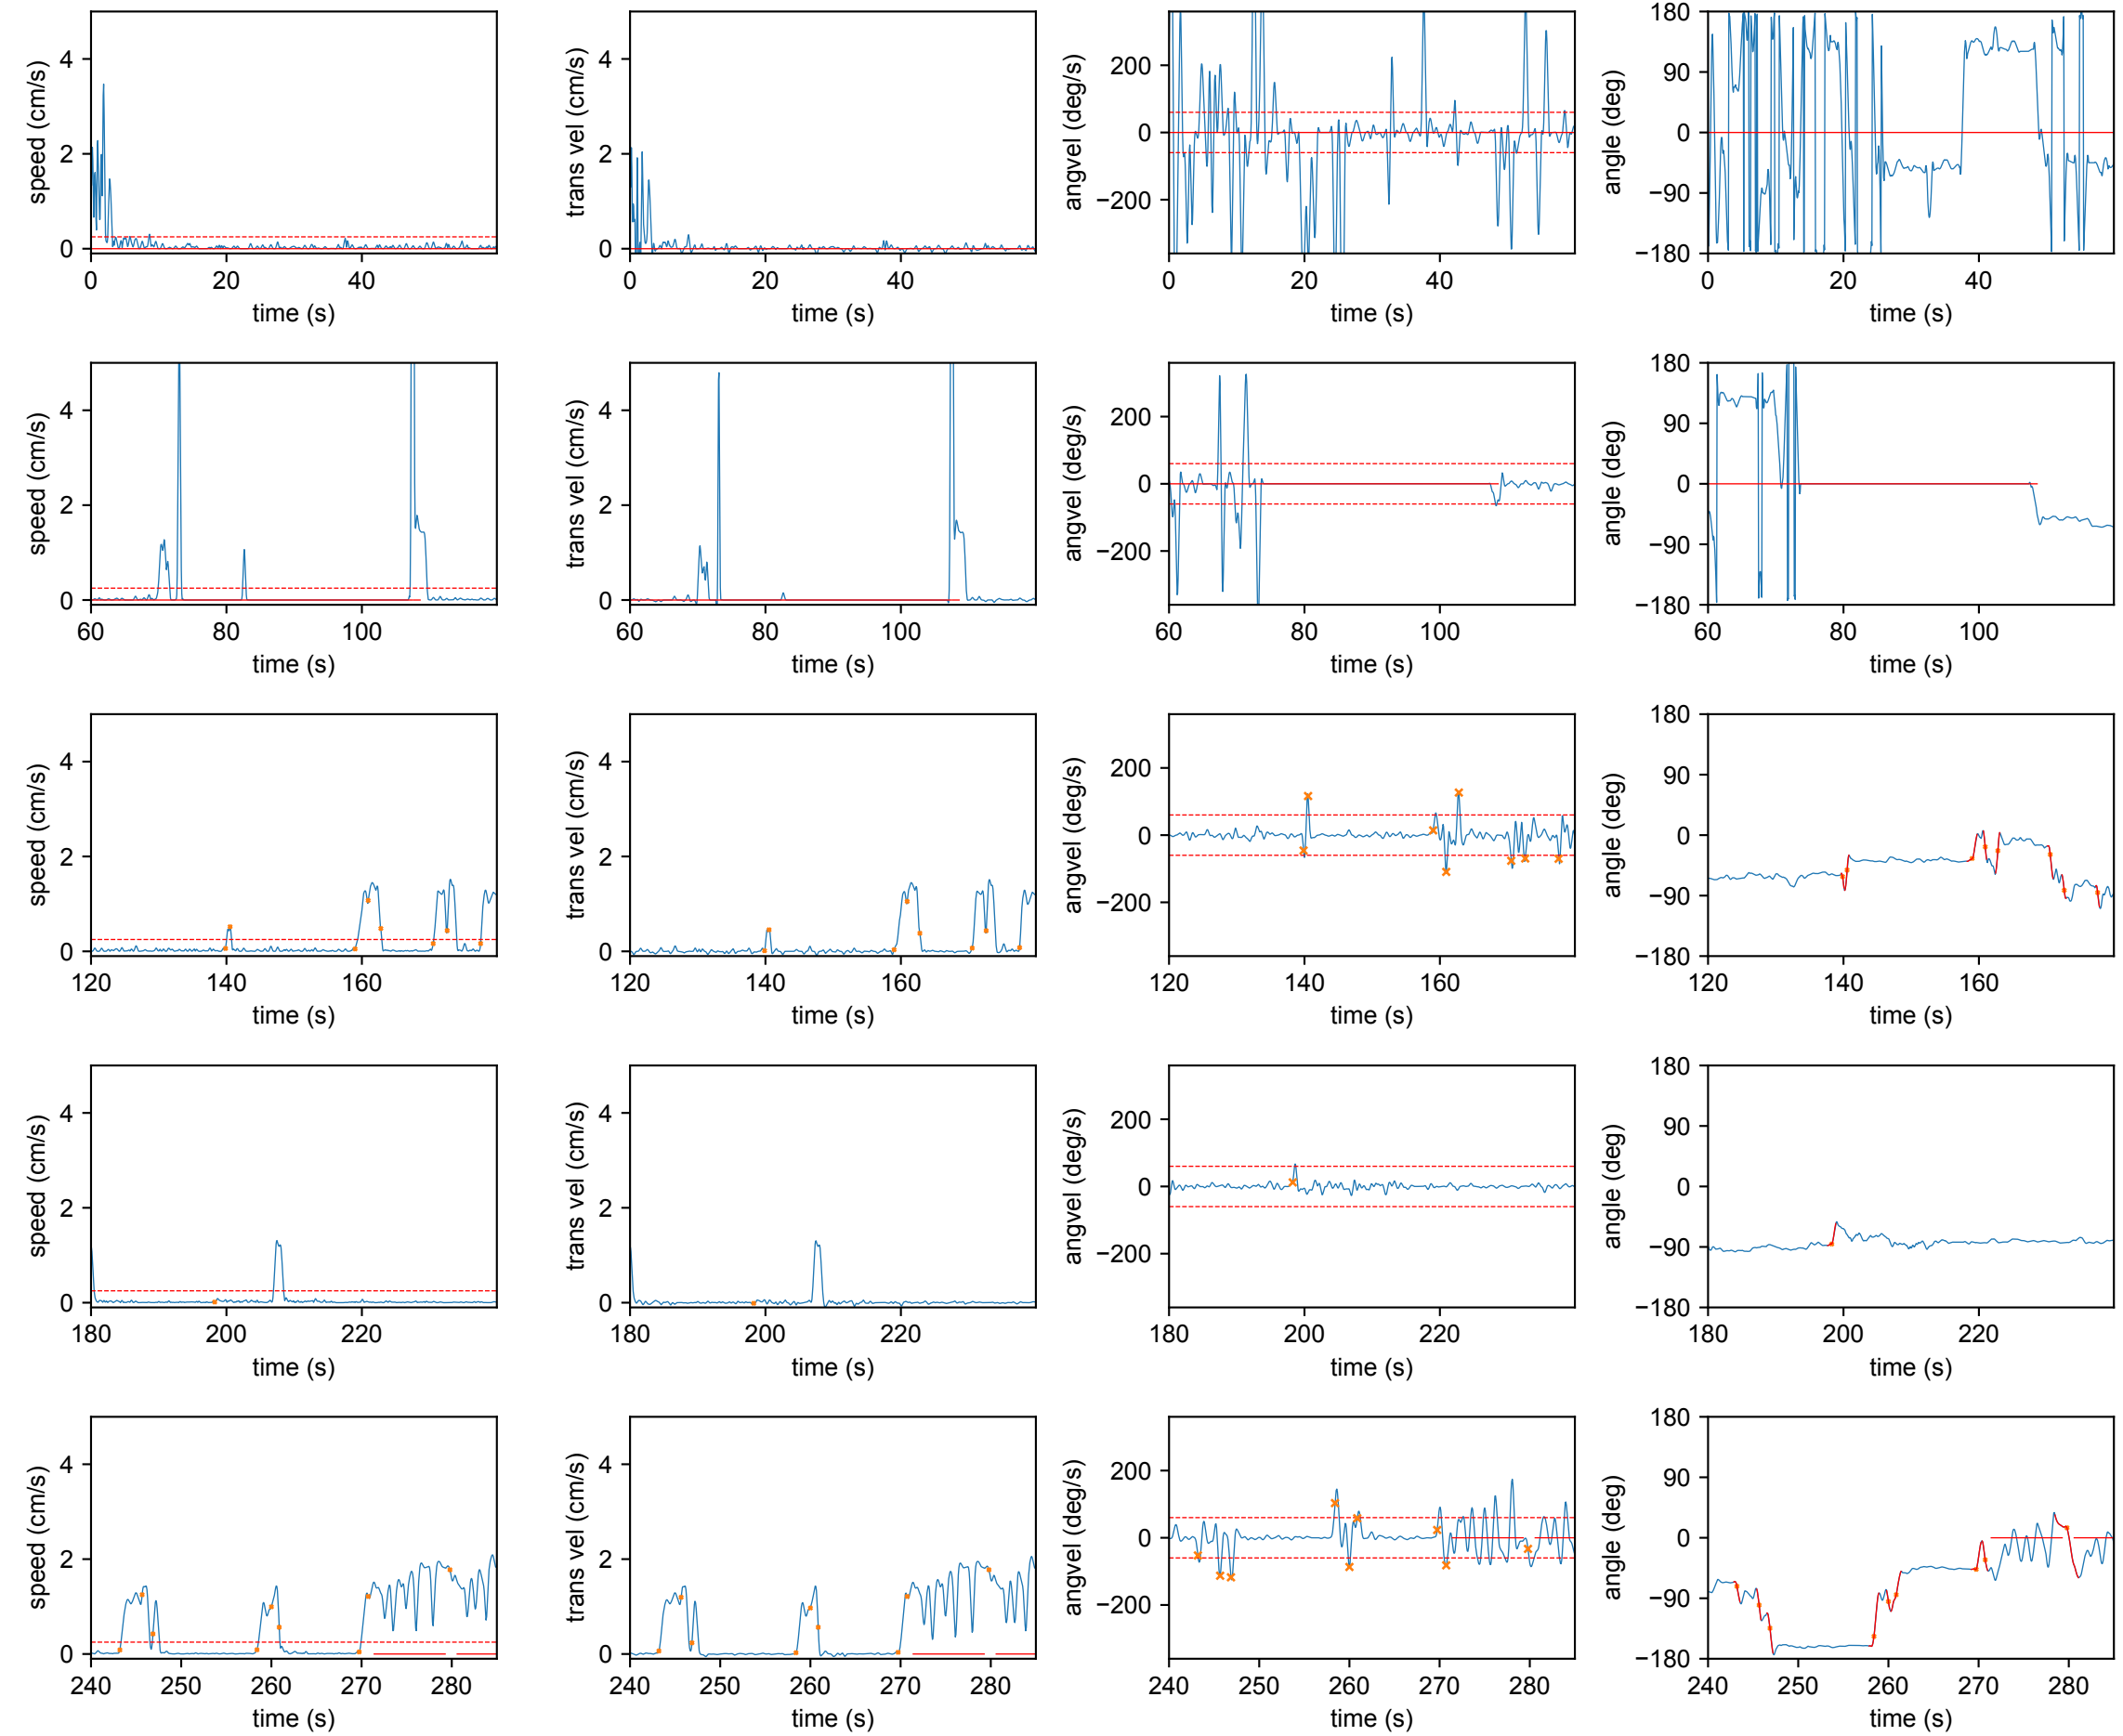 speed (cm/s)
4
2
0
0 20 40
time (s)
trans vel (cm/s)
4
2
0
0 20 40
time (s)
angvel (deg/s)
200
0
−200
0 20 40
time (s)
angle (deg)
180
90
0
−90
−180
0 20 40
time (s)
speed (cm/s)
4
2
0
60 80 100
time (s)
trans vel (cm/s)
4
2
0
60 80 100
time (s)
angvel (deg/s)
200
0
−200
60 80 100
time (s)
angle (deg)
180
90
0
−90
−180
60 80 100
time (s)
speed (cm/s)
4
2
0
120 140 160
time (s)
trans vel (cm/s)
4
2
0
120 140 160
time (s)
angvel (deg/s)
200
0
−200
120 140 160
time (s)
angle (deg)
180
90
0
−90
−180
120 140 160
time (s)
speed (cm/s)
4
2
0
180 200 220
time (s)
trans vel (cm/s)
4
2
0
180 200 220
time (s)
angvel (deg/s)
200
0
−200
180 200 220
time (s)
angle (deg)
180
90
0
−90
−180
180 200 220
time (s)
speed (cm/s)
4
2
0
240 250 260 270 280
time (s)
trans vel (cm/s)
4
2
0
240 250 260 270 280
time (s)
angvel (deg/s)
200
0
−200
240 250 260 270 280
time (s)
angle (deg)
180
90
0
−90
−180
240 250 260 270 280
time (s)